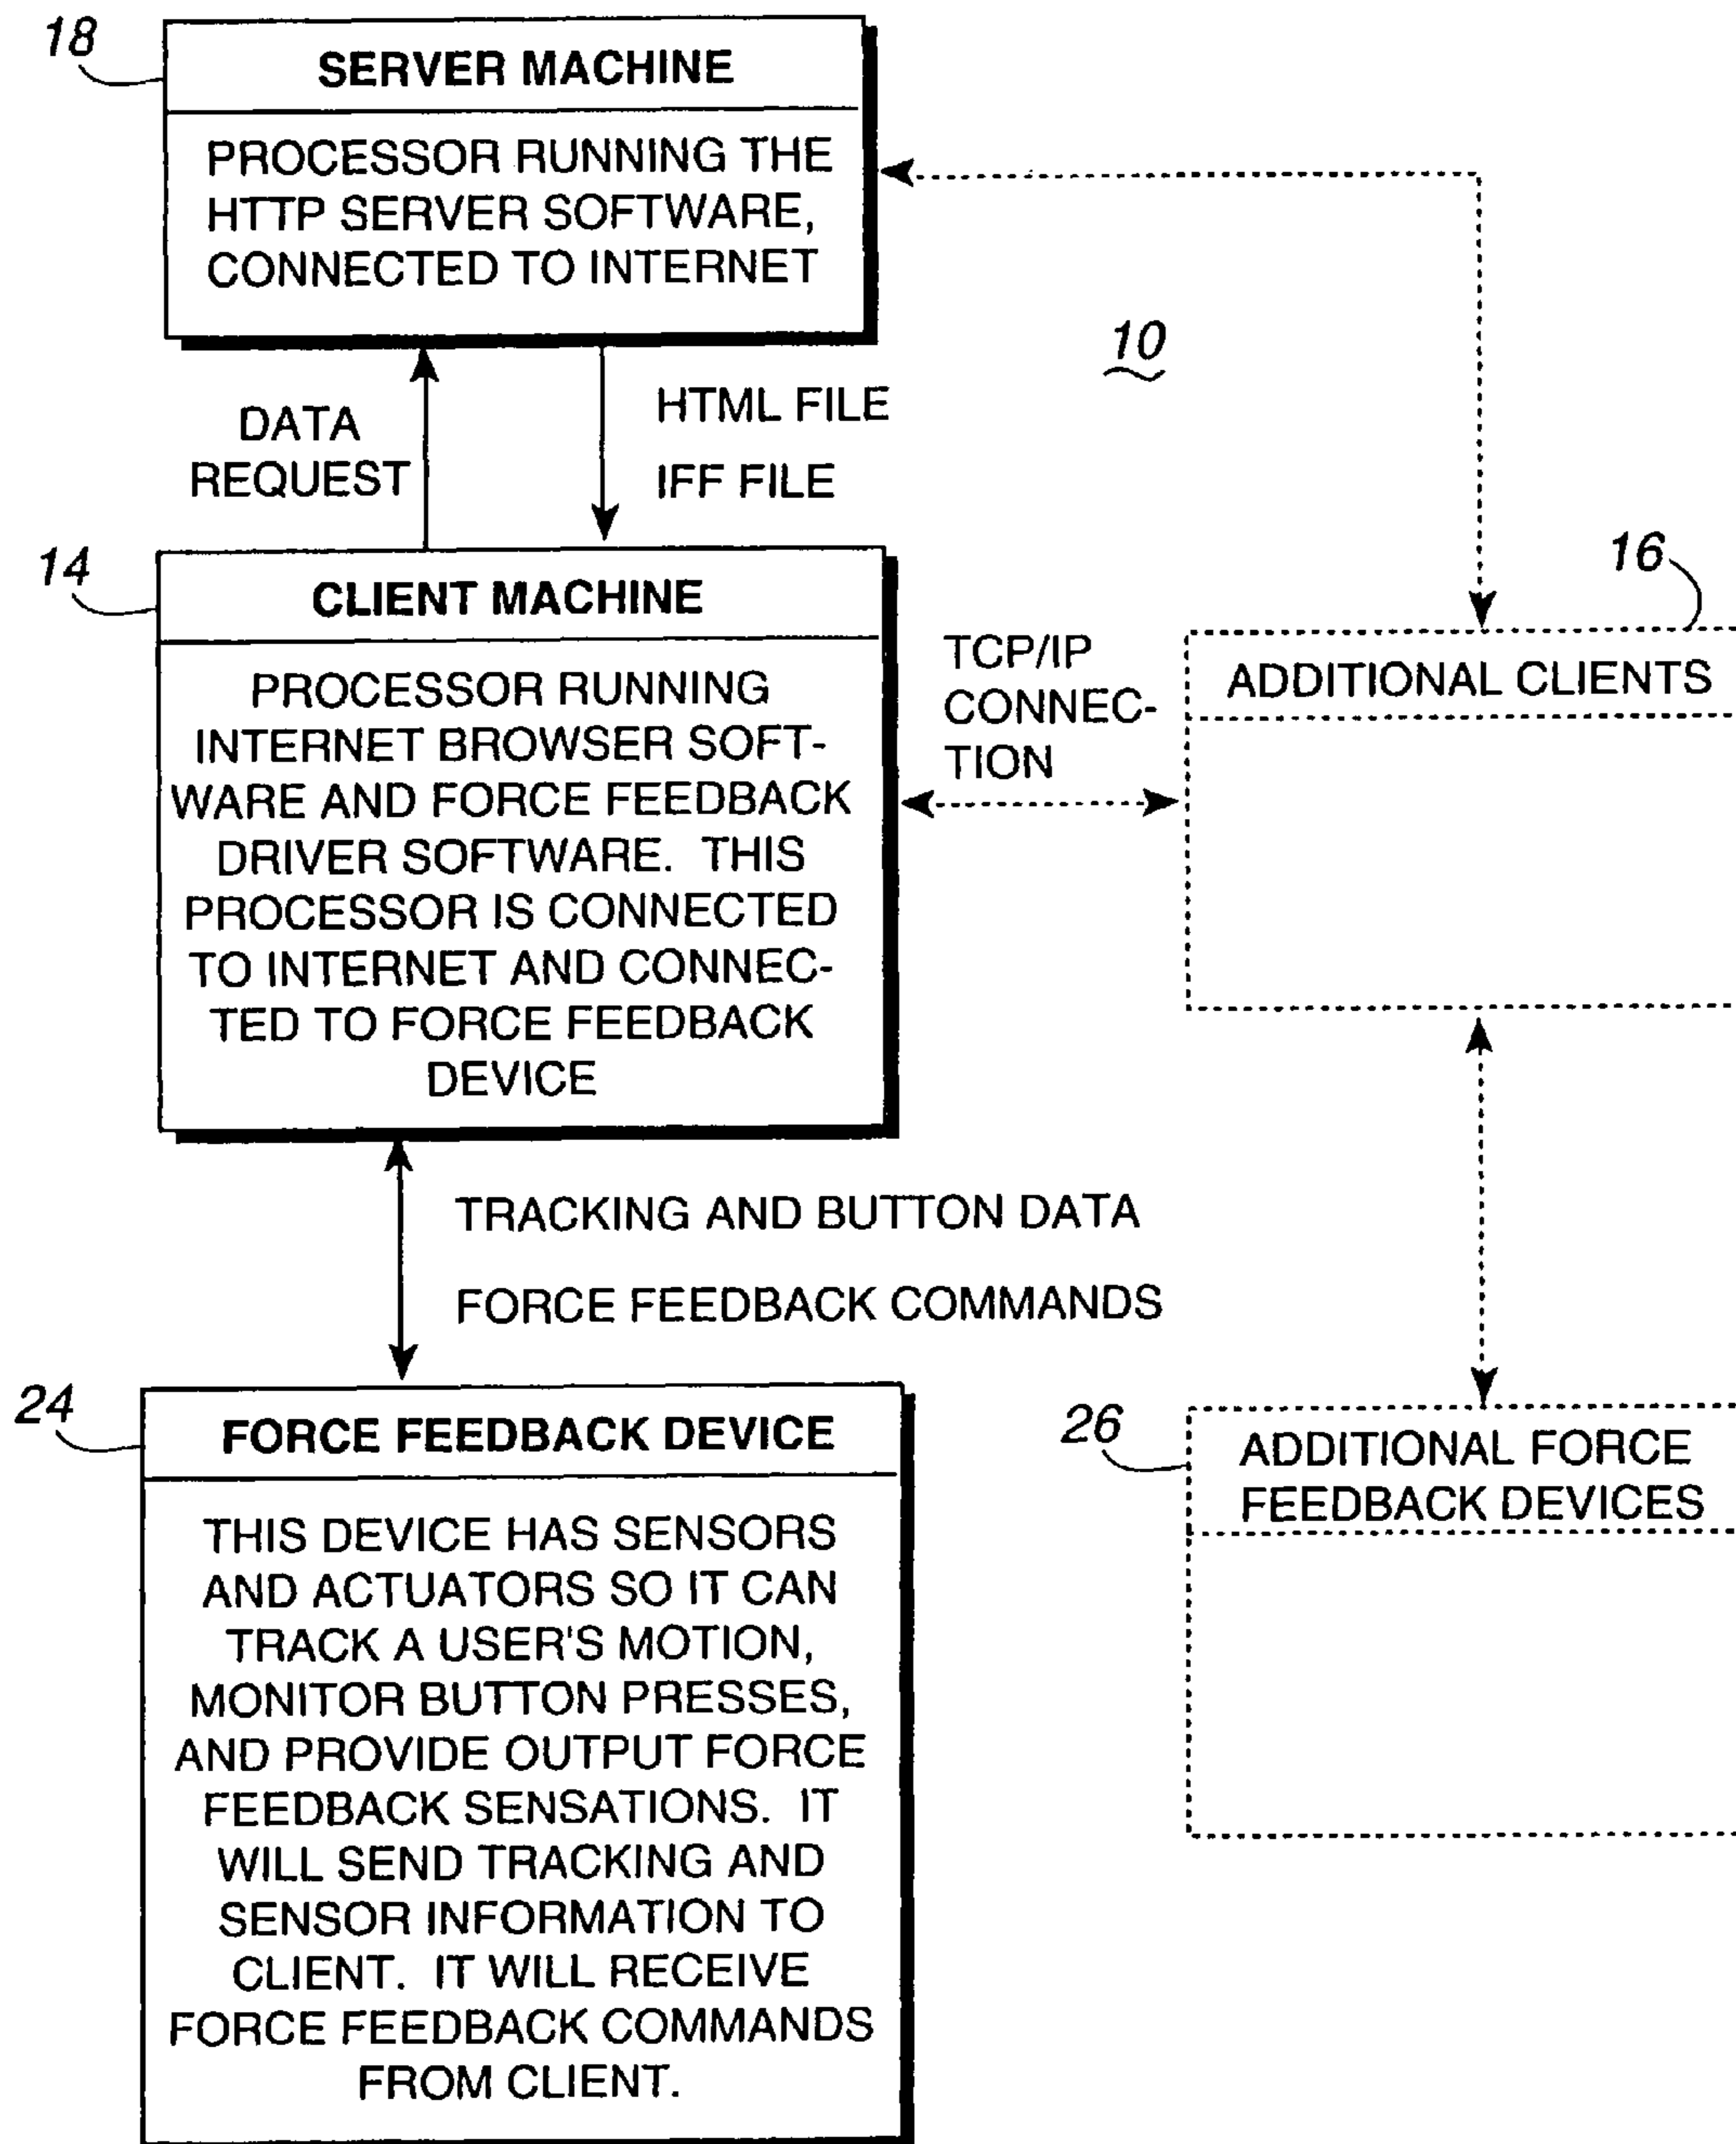 18
SERVER MACHINE
PROCESSOR RUNNING THE
HTTP SERVER SOFTWARE,
CONNECTED TO INTERNET
10
DATA
REQUEST
HTML FILE
IFF FILE
14
CLIENT MACHINE
PROCESSOR RUNNING
INTERNET BROWSER SOFT-
WARE AND FORCE FEEDBACK
DRIVER SOFTWARE. THIS
PROCESSOR IS CONNECTED
TO INTERNET AND CONNEC-
TED TO FORCE FEEDBACK
DEVICE
TCP/IP
CONNEC-
TION
16
ADDITIONAL CLIENTS
TRACKING AND BUTTON DATA
FORCE FEEDBACK COMMANDS
24
FORCE FEEDBACK DEVICE
THIS DEVICE HAS SENSORS
AND ACTUATORS SO IT CAN
TRACK A USER'S MOTION,
MONITOR BUTTON PRESSES,
AND PROVIDE OUTPUT FORCE
FEEDBACK SENSATIONS. IT
WILL SEND TRACKING AND
SENSOR INFORMATION TO
CLIENT. IT WILL RECEIVE
FORCE FEEDBACK COMMANDS
FROM CLIENT.
26
ADDITIONAL FORCE
FEEDBACK DEVICES